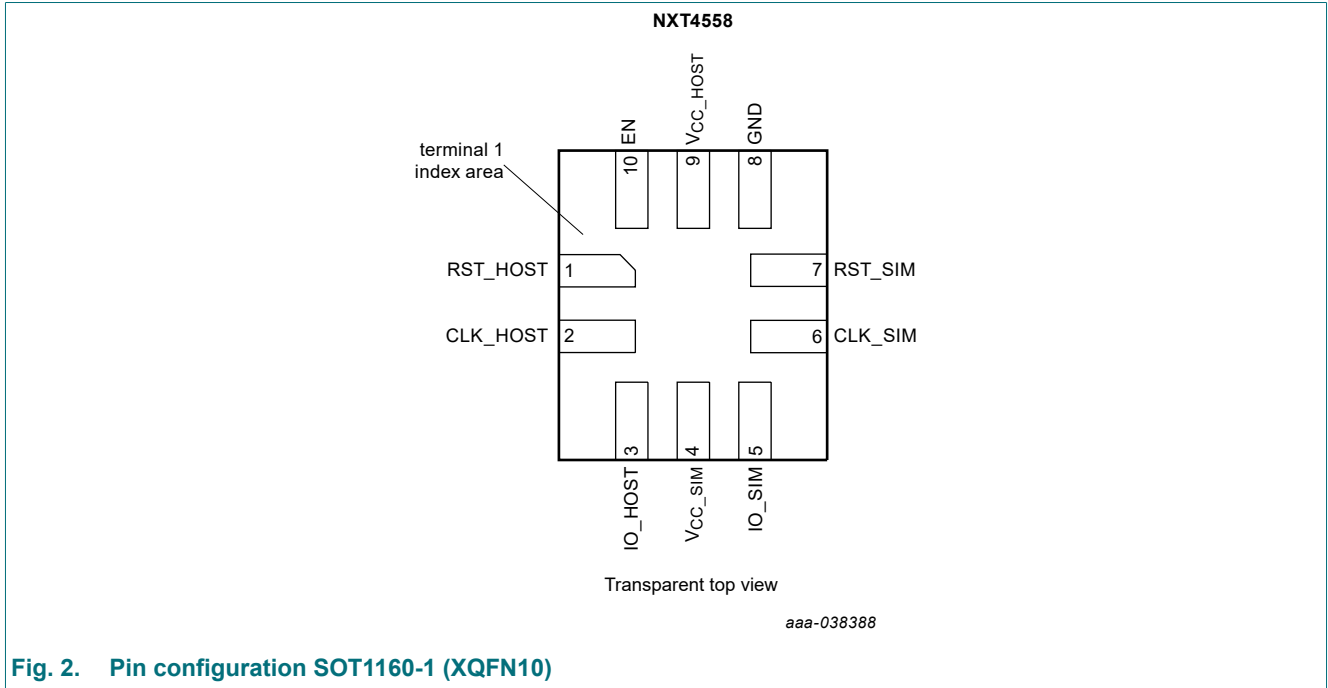 NXT4558
EN
VCC_HOST
GND
10
9
8
terminal 1
index area
RST_HOST
1
7
RST_SIM
CLK_HOST
2
6
CLK_SIM
3
4
5
IO_HOST
VCC_SIM
IO_SIM
Transparent top view
aaa-038388
Fig. 2. Pin configuration SOT1160-1 (XQFN10)